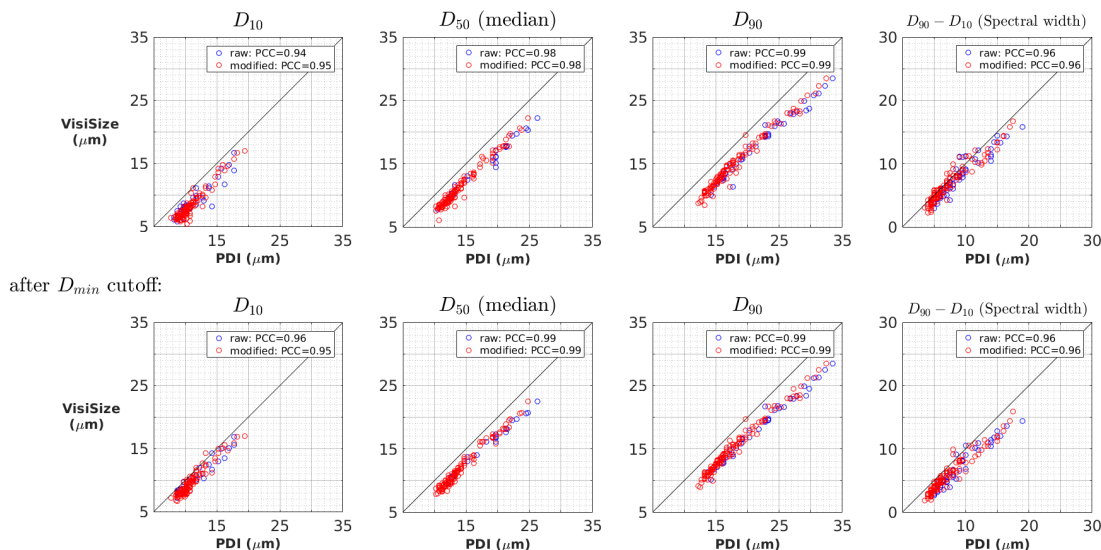 D10
D50 (median)
D90
D90 − D10 (Spectral width)
35
25
15
5
raw: PCC=0.94
modified: PCC=0.95
VisiSize
(μm)
5 15 25 35
PDI (μm)
35
25
15
5
raw: PCC=0.98
modified: PCC=0.98
5 15 25 35
PDI (μm)
35
25
15
5
raw: PCC=0.99
modified: PCC=0.99
5 15 25 35
PDI (μm)
30
20
10
0
raw: PCC=0.96
modified: PCC=0.96
0 10 20 30
PDI (μm)
after Dmin cutoff:
D10
D50 (median)
D90
D90 − D10 (Spectral width)
35
25
15
5
raw: PCC=0.96
modified: PCC=0.95
VisiSize
(μm)
5 15 25 35
PDI (μm)
35
25
15
5
raw: PCC=0.99
modified: PCC=0.99
5 15 25 35
PDI (μm)
35
25
15
5
raw: PCC=0.99
modified: PCC=0.99
5 15 25 35
PDI (μm)
30
20
10
0
raw: PCC=0.96
modified: PCC=0.96
0 10 20 30
PDI (μm)